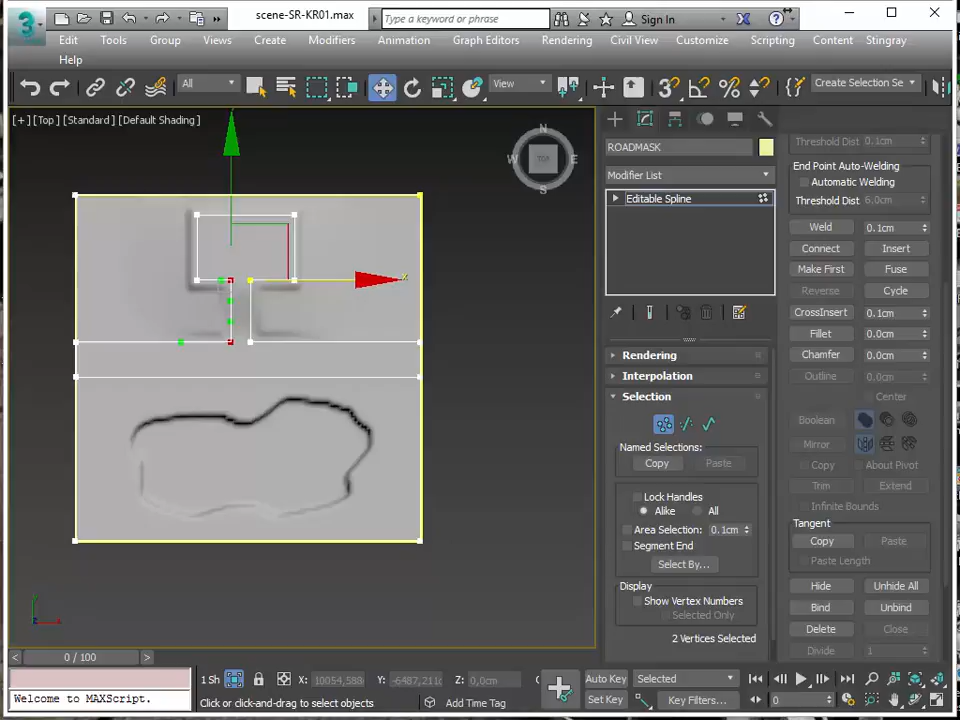 scene-SR-KR01.max
Type a keyword or phrase
Sign In
Edit Tools Group Views Create Modifiers Animation Graph Editors Rendering Civil View Customize Scripting Content Stingray
Help
All
View
Create Selection Se
[+] [Top] [Standard] [Default Shading]
N
W TOP E
S
ROADMASK
Modifier List
Editable Spline
Rendering
Interpolation
Selection
Named Selections:
Copy Paste
Lock Handles
Alike All
Area Selection: 0.1cm
Segment End
Select By...
Display
Show Vertex Numbers
Selected Only
2 Vertices Selected
Threshold Dist 0.1cm
End Point Auto-Welding
Automatic Welding
Threshold Dist 6.0cm
Weld 0.1cm
Connect Insert
Make First Fuse
Reverse Cycle
CrossInsert 0.1cm
Fillet 0.0cm
Chamfer 0.0cm
Outline 0.0cm
Center
Boolean
Mirror
Copy About Pivot
Trim Extend
Infinite Bounds
Tangent
Copy Paste
Paste Length
Hide Unhide All
Bind Unbind
Delete Close
Divide 1
0 / 100
Welcome to MAXScript.
1 Sh X: 10054,588 Y: -6487,211c Z: 0,0cm
Click or click-and-drag to select objects
Add Time Tag
Auto Key Selected
Set Key Key Filters...
0